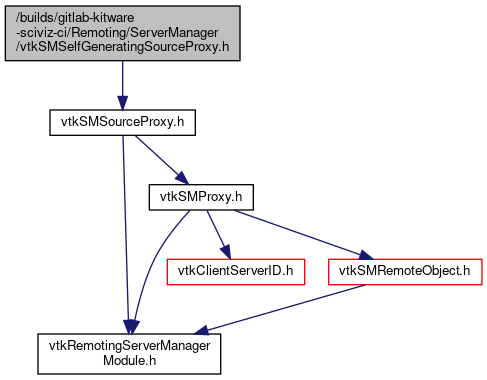 /builds/gitlab-kitware
-sciviz-ci/Remoting/ServerManager
/vtkSMSelfGeneratingSourceProxy.h
vtkSMSourceProxy.h
vtkSMProxy.h
vtkClientServerID.h
vtkSMRemoteObject.h
vtkRemotingServerManager
Module.h